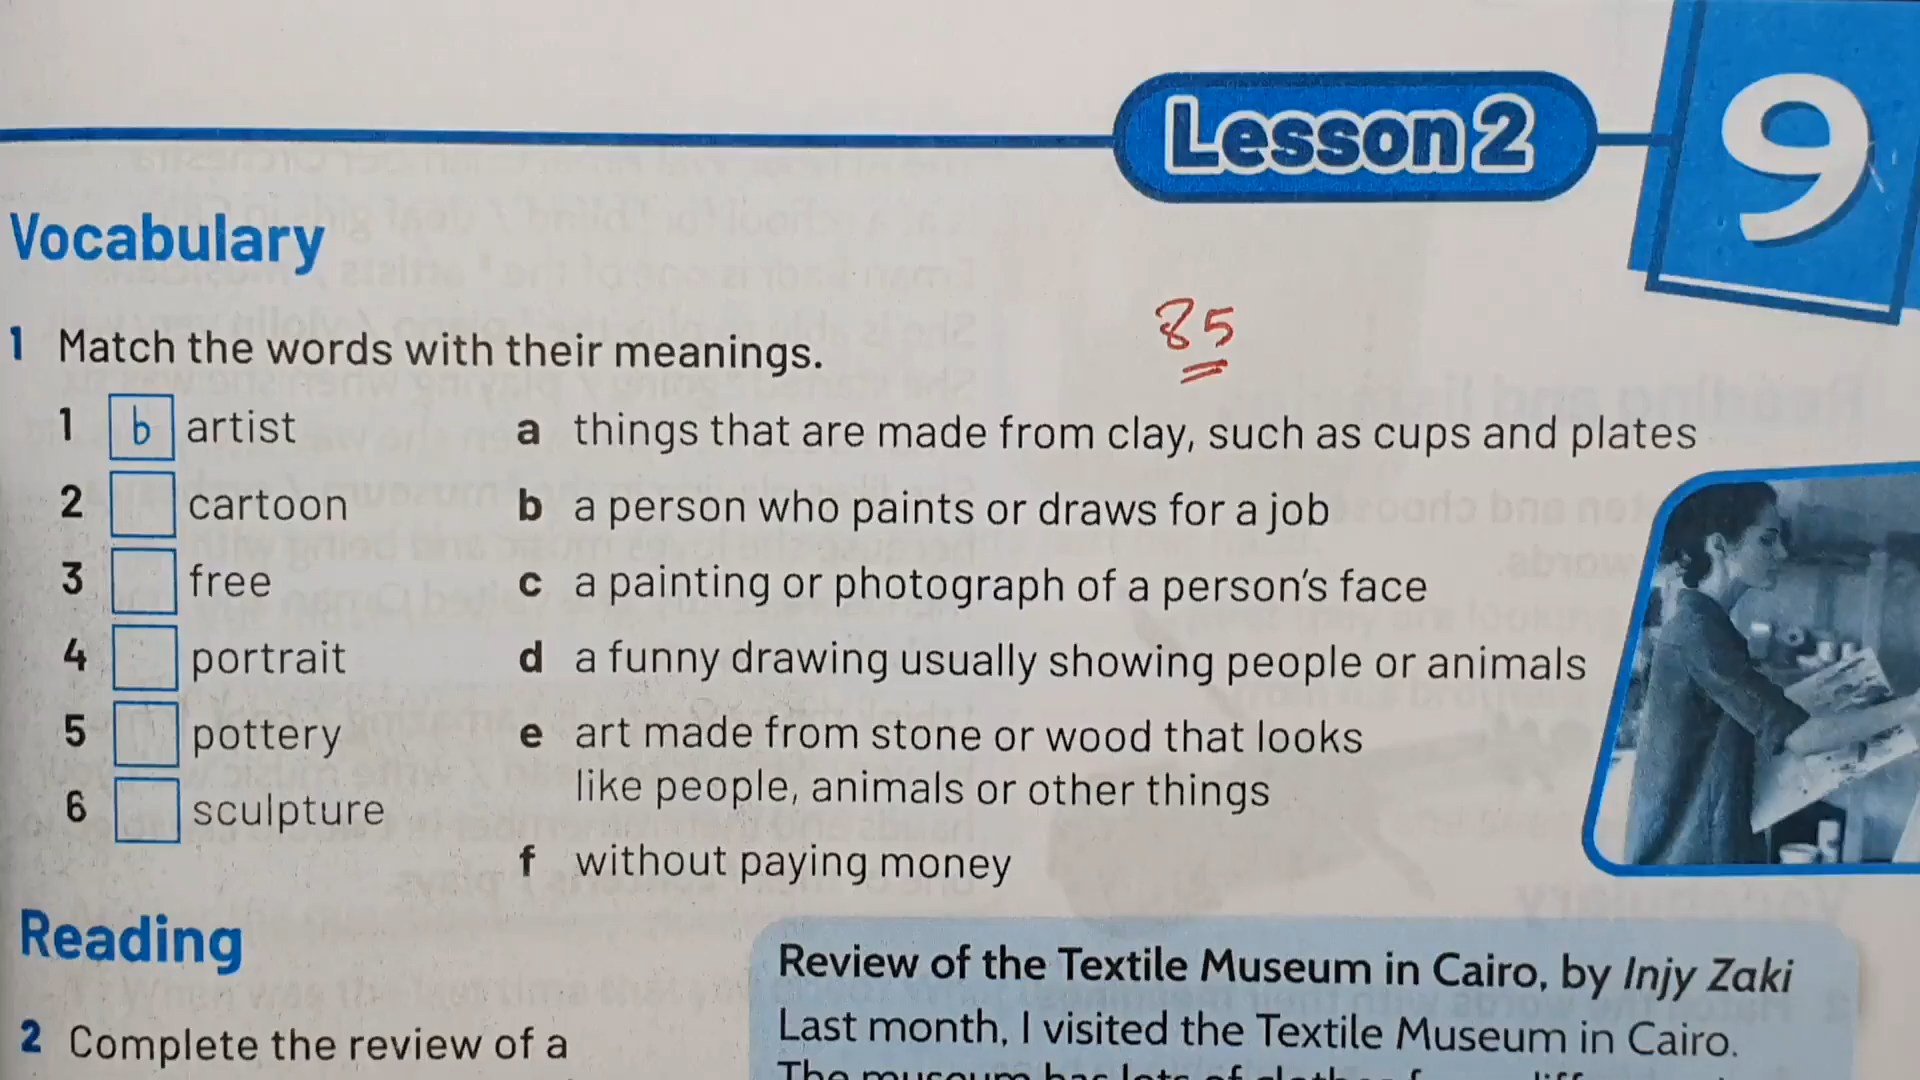 Lesson 2
9
Vocabulary
85
1 Match the words with their meanings.
1 b artist
2 cartoon
3 free
4 portrait
5 pottery
6 sculpture
a things that are made from clay, such as cups and plates
b a person who paints or draws for a job
c a painting or photograph of a person's face
d a funny drawing usually showing people or animals
e art made from stone or wood that looks
like people, animals or other things
f without paying money
Reading
2 Complete the review of a
Review of the Textile Museum in Cairo, by Injy Zaki
Last month, I visited the Textile Museum in Cairo.
The museum has lots of